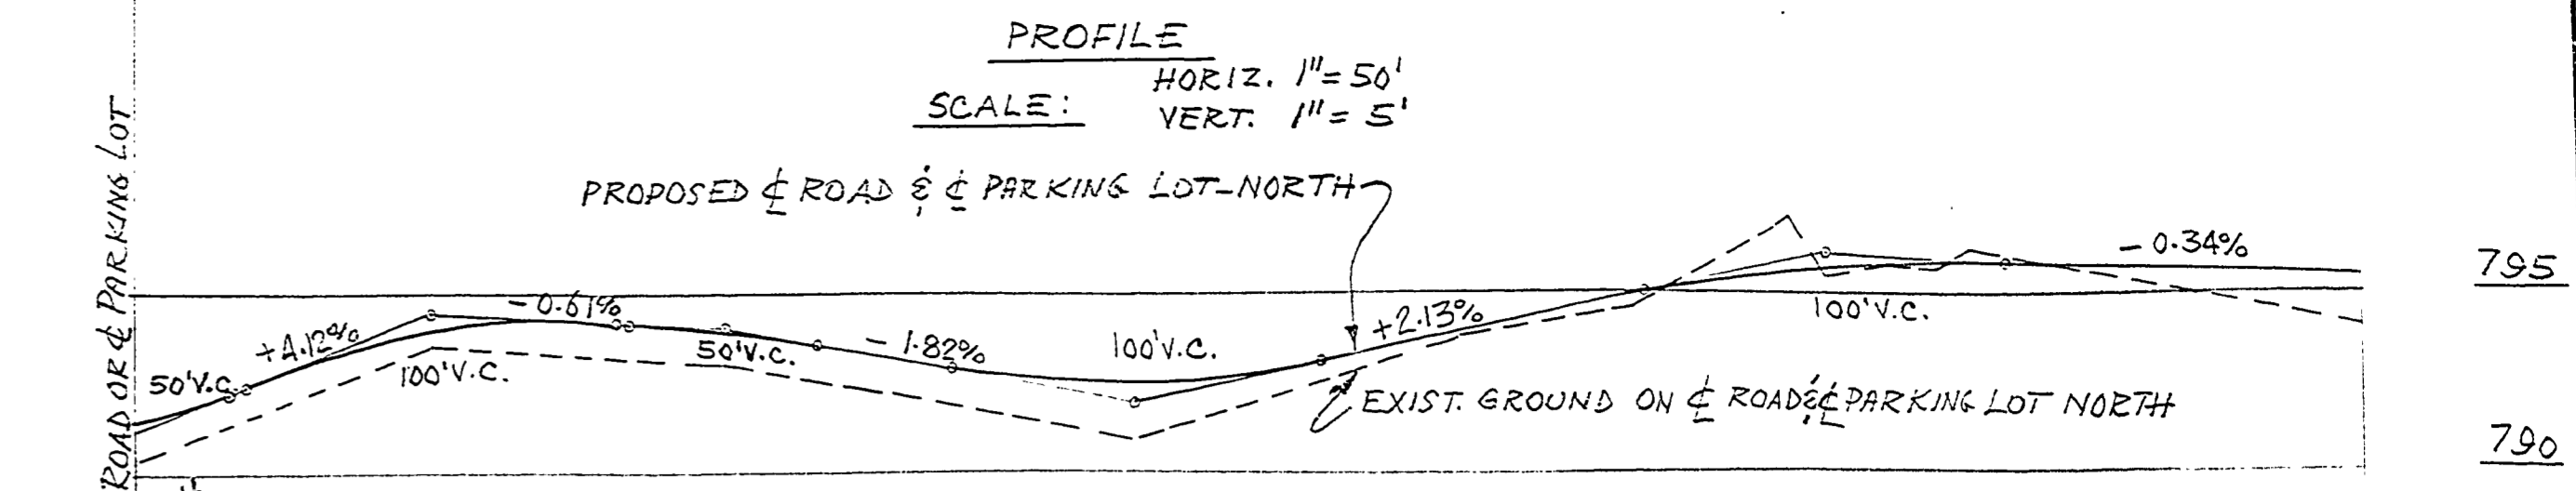 PROFILE
HORIZ. 1"= 50'
SCALE:
VERT. 1"= 5'
ROAD OR ℄ PARKING LOT
PROPOSED ℄ ROAD & ℄ PARKING LOT-NORTH
- 0.34%
795
- 0.61%
+4.12%
+2.13%
100'V.C.
50'V.C.
- 1.82%
100'V.C.
50'V.C.
100'V.C.
EXIST. GROUND ON ℄ ROAD & ℄ PARKING LOT NORTH
790